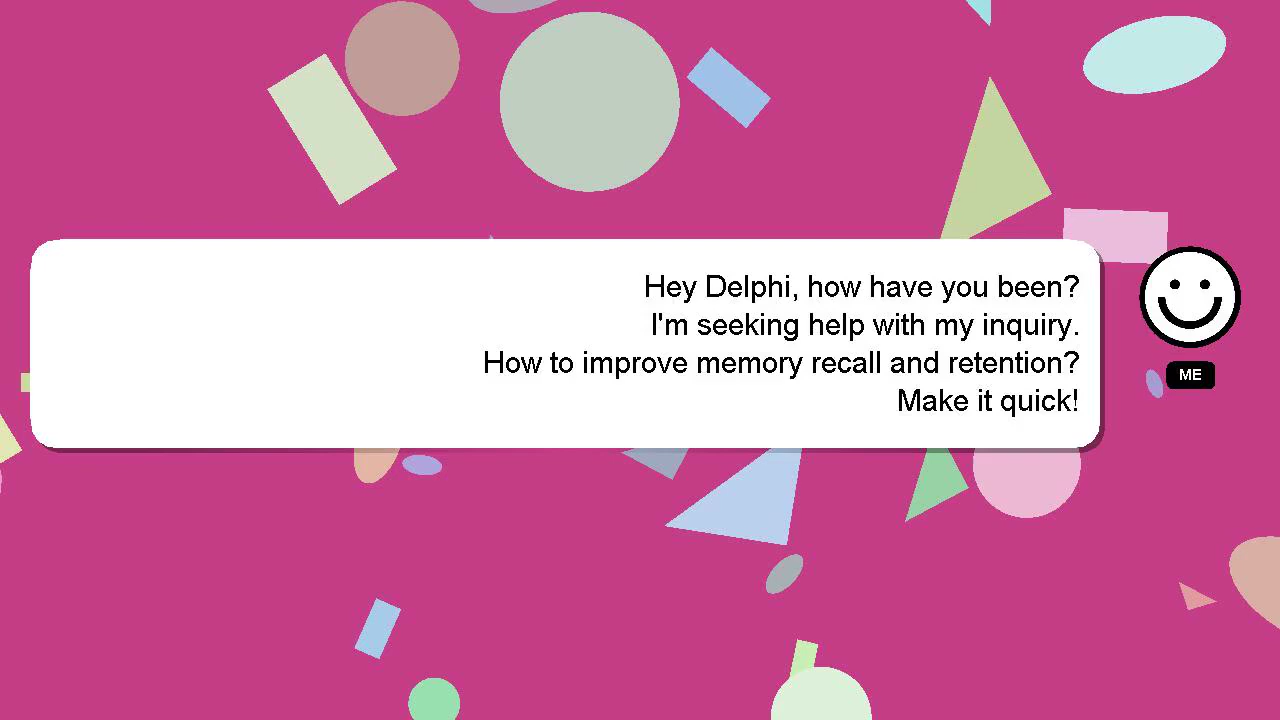 Hey Delphi, how have you been?
I'm seeking help with my inquiry.
How to improve memory recall and retention?
Make it quick!
ME